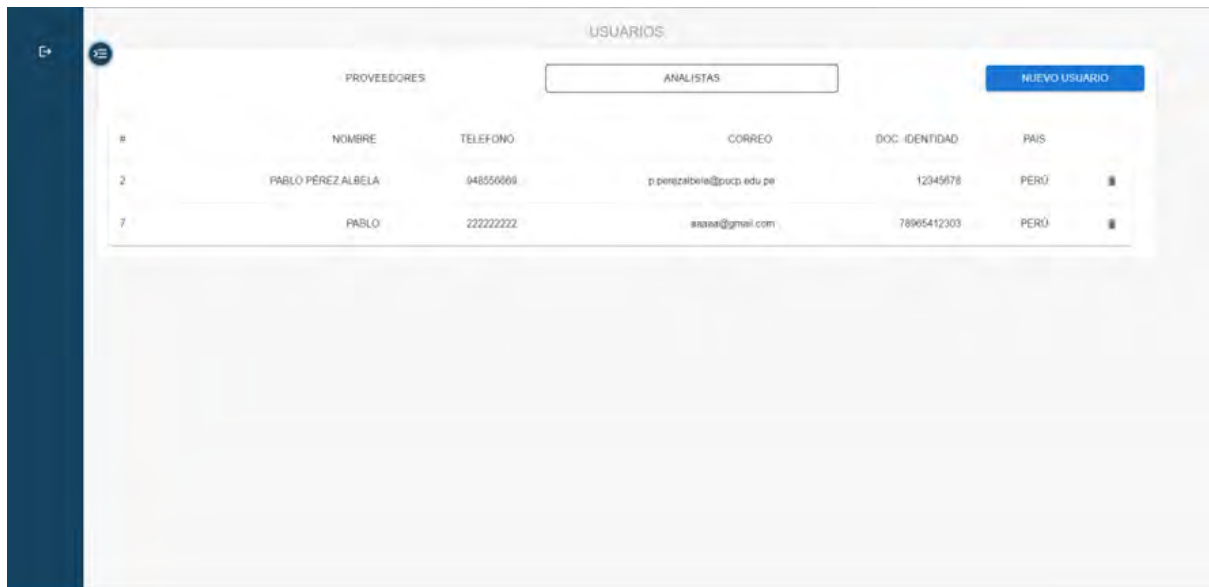 USUARIOS
PROVEEDORES ANALISTAS NUEVO USUARIO
# NOMBRE TELEFONO CORREO DOC. IDENTIDAD PAIS
2 PABLO PÉREZ ALBELA p.perezalbela@pucp.edu.pe 12345678 PERÚ
7 PABLO 222222222 aaaaa@gmail.com 78965412303 PERÚ